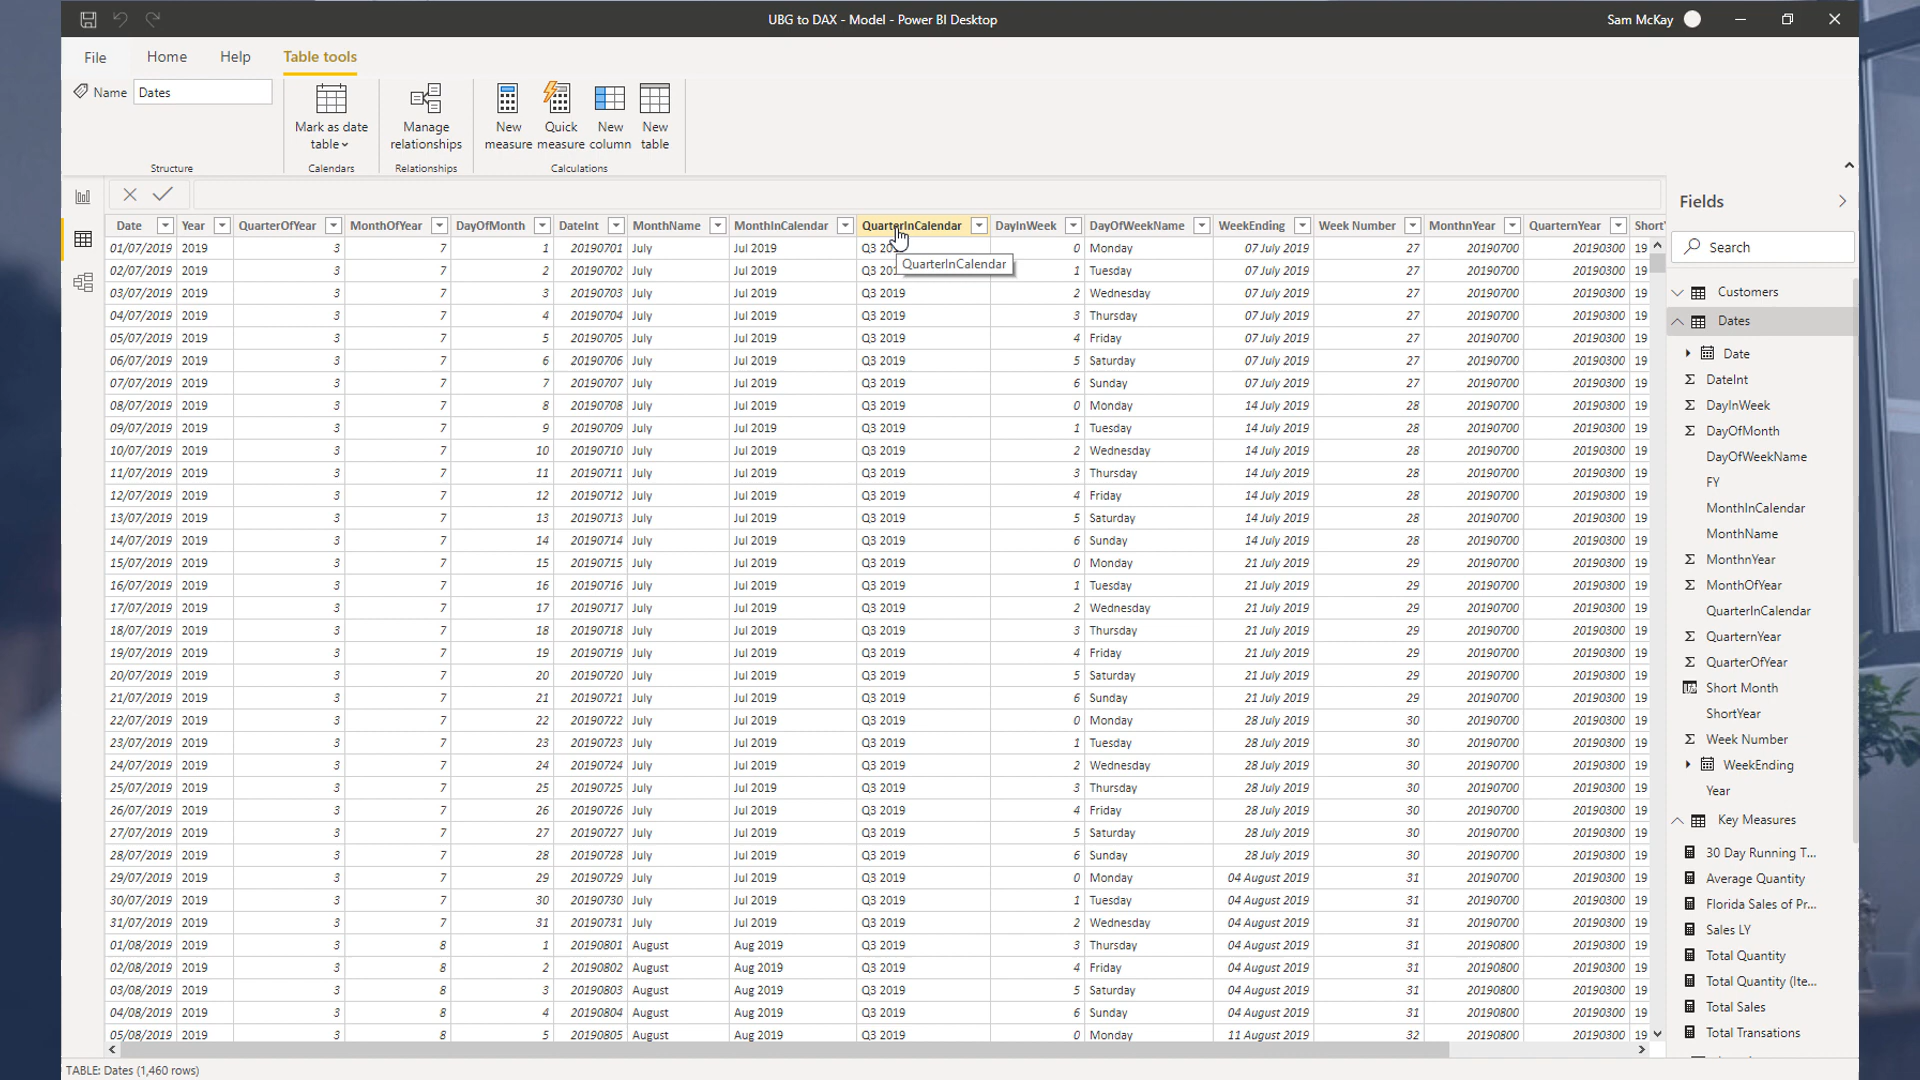 UBG to DAX - Model - Power BI Desktop
Sam McKay
File Home Help Table tools
Name Dates
Mark as date table
Manage relationships
New measure
Quick measure
New column
New table
Structure Calendars Relationships Calculations
Date Year QuarterOfYear MonthOfYear DayOfMonth DateInt MonthName MonthInCalendar QuarterInCalendar DayInWeek DayOfWeekName WeekEnding Week Number MonthnYear QuarternYear Short
01/07/2019 2019 3 7 1 20190701 July Jul 2019 Q3 20 0 Monday 07 July 2019 27 20190700 20190300 19
02/07/2019 2019 3 7 2 20190702 July Jul 2019 Q3 201 1 Tuesday 07 July 2019 27 20190700 20190300 19
QuarterInCalendar
03/07/2019 2019 3 7 3 20190703 July Jul 2019 Q3 2019 2 Wednesday 07 July 2019 27 20190700 20190300 19
04/07/2019 2019 3 7 4 20190704 July Jul 2019 Q3 2019 3 Thursday 07 July 2019 27 20190700 20190300 19
05/07/2019 2019 3 7 5 20190705 July Jul 2019 Q3 2019 4 Friday 07 July 2019 27 20190700 20190300 19
06/07/2019 2019 3 7 6 20190706 July Jul 2019 Q3 2019 5 Saturday 07 July 2019 27 20190700 20190300 19
07/07/2019 2019 3 7 7 20190707 July Jul 2019 Q3 2019 6 Sunday 07 July 2019 27 20190700 20190300 19
08/07/2019 2019 3 7 8 20190708 July Jul 2019 Q3 2019 0 Monday 14 July 2019 28 20190700 20190300 19
09/07/2019 2019 3 7 9 20190709 July Jul 2019 Q3 2019 1 Tuesday 14 July 2019 28 20190700 20190300 19
10/07/2019 2019 3 7 10 20190710 July Jul 2019 Q3 2019 2 Wednesday 14 July 2019 28 20190700 20190300 19
11/07/2019 2019 3 7 11 20190711 July Jul 2019 Q3 2019 3 Thursday 14 July 2019 28 20190700 20190300 19
12/07/2019 2019 3 7 12 20190712 July Jul 2019 Q3 2019 4 Friday 14 July 2019 28 20190700 20190300 19
13/07/2019 2019 3 7 13 20190713 July Jul 2019 Q3 2019 5 Saturday 14 July 2019 28 20190700 20190300 19
14/07/2019 2019 3 7 14 20190714 July Jul 2019 Q3 2019 6 Sunday 14 July 2019 28 20190700 20190300 19
15/07/2019 2019 3 7 15 20190715 July Jul 2019 Q3 2019 0 Monday 21 July 2019 29 20190700 20190300 19
16/07/2019 2019 3 7 16 20190716 July Jul 2019 Q3 2019 1 Tuesday 21 July 2019 29 20190700 20190300 19
17/07/2019 2019 3 7 17 20190717 July Jul 2019 Q3 2019 2 Wednesday 21 July 2019 29 20190700 20190300 19
18/07/2019 2019 3 7 18 20190718 July Jul 2019 Q3 2019 3 Thursday 21 July 2019 29 20190700 20190300 19
19/07/2019 2019 3 7 19 20190719 July Jul 2019 Q3 2019 4 Friday 21 July 2019 29 20190700 20190300 19
20/07/2019 2019 3 7 20 20190720 July Jul 2019 Q3 2019 5 Saturday 21 July 2019 29 20190700 20190300 19
21/07/2019 2019 3 7 21 20190721 July Jul 2019 Q3 2019 6 Sunday 21 July 2019 29 20190700 20190300 19
22/07/2019 2019 3 7 22 20190722 July Jul 2019 Q3 2019 0 Monday 28 July 2019 30 20190700 20190300 19
23/07/2019 2019 3 7 23 20190723 July Jul 2019 Q3 2019 1 Tuesday 28 July 2019 30 20190700 20190300 19
24/07/2019 2019 3 7 24 20190724 July Jul 2019 Q3 2019 2 Wednesday 28 July 2019 30 20190700 20190300 19
25/07/2019 2019 3 7 25 20190725 July Jul 2019 Q3 2019 3 Thursday 28 July 2019 30 20190700 20190300 19
26/07/2019 2019 3 7 26 20190726 July Jul 2019 Q3 2019 4 Friday 28 July 2019 30 20190700 20190300 19
27/07/2019 2019 3 7 27 20190727 July Jul 2019 Q3 2019 5 Saturday 28 July 2019 30 20190700 20190300 19
28/07/2019 2019 3 7 28 20190728 July Jul 2019 Q3 2019 6 Sunday 28 July 2019 30 20190700 20190300 19
29/07/2019 2019 3 7 29 20190729 July Jul 2019 Q3 2019 0 Monday 04 August 2019 31 20190700 20190300 19
30/07/2019 2019 3 7 30 20190730 July Jul 2019 Q3 2019 1 Tuesday 04 August 2019 31 20190700 20190300 19
31/07/2019 2019 3 7 31 20190731 July Jul 2019 Q3 2019 2 Wednesday 04 August 2019 31 20190700 20190300 19
01/08/2019 2019 3 8 1 20190801 August Aug 2019 Q3 2019 3 Thursday 04 August 2019 31 20190800 20190300 19
02/08/2019 2019 3 8 2 20190802 August Aug 2019 Q3 2019 4 Friday 04 August 2019 31 20190800 20190300 19
03/08/2019 2019 3 8 3 20190803 August Aug 2019 Q3 2019 5 Saturday 04 August 2019 31 20190800 20190300 19
04/08/2019 2019 3 8 4 20190804 August Aug 2019 Q3 2019 6 Sunday 04 August 2019 31 20190800 20190300 19
05/08/2019 2019 3 8 5 20190805 August Aug 2019 Q3 2019 0 Monday 11 August 2019 32 20190800 20190300 19
Fields
Search
Customers
Dates
Date
DateInt
DayInWeek
DayOfMonth
DayOfWeekName
FY
MonthInCalendar
MonthName
MonthnYear
MonthOfYear
QuarterInCalendar
QuarternYear
QuarterOfYear
Short Month
ShortYear
Week Number
WeekEnding
Year
Key Measures
30 Day Running T...
Average Quantity
Florida Sales of Pr...
Sales LY
Total Quantity
Total Quantity (Ite...
Total Sales
Total Transations
TABLE: Dates (1,460 rows)